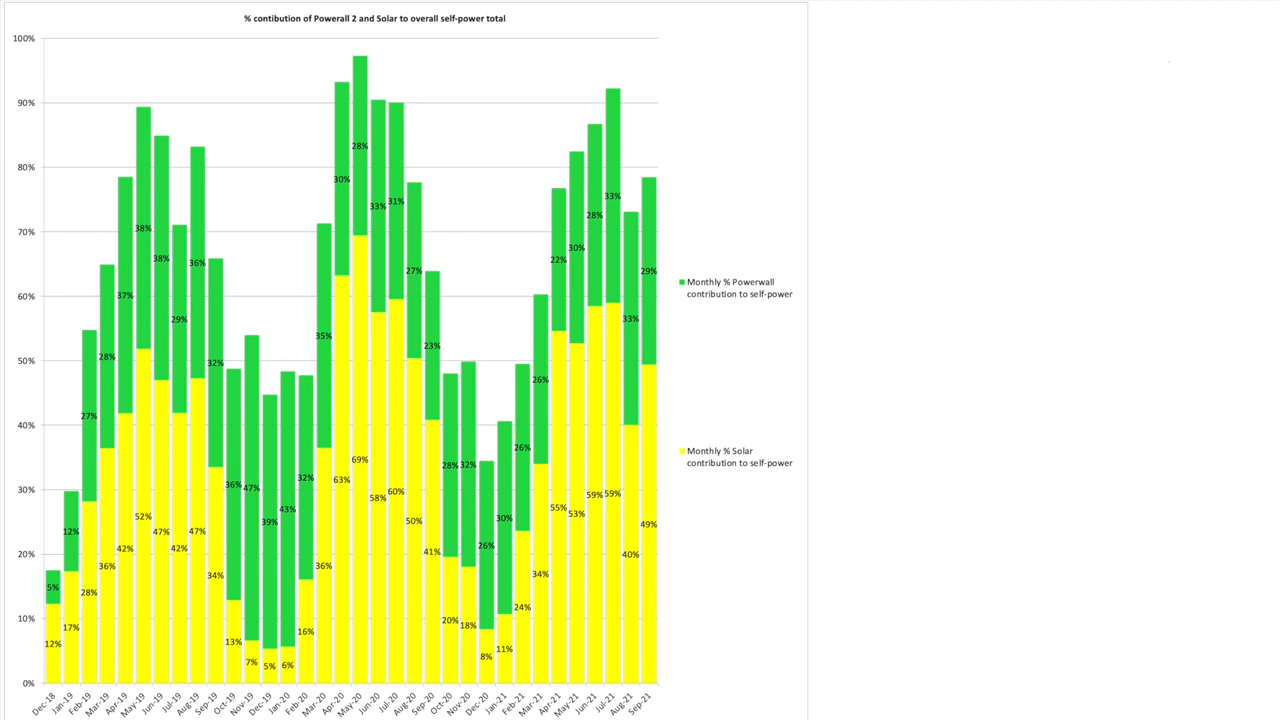 % contibution of Powerall 2 and Solar to overall self-power total
100%
90%
80%
70%
60%
50%
40%
30%
20%
10%
0%
5%
12%
12%
17%
27%
28%
28%
36%
37%
42%
38%
52%
38%
47%
29%
42%
36%
47%
32%
34%
36%
13%
47%
7%
39%
5%
43%
6%
32%
16%
35%
36%
30%
63%
28%
69%
33%
58%
31%
60%
27%
50%
23%
41%
28%
20%
32%
18%
26%
8%
30%
11%
26%
24%
26%
34%
22%
55%
30%
53%
28%
59%
33%
59%
33%
40%
29%
49%
Dec-18
Jan-19
Feb-19
Mar-19
Apr-19
May-19
Jun-19
Jul-19
Aug-19
Sep-19
Oct-19
Nov-19
Dec-19
Jan-20
Feb-20
Mar-20
Apr-20
May-20
Jun-20
Jul-20
Aug-20
Sep-20
Oct-20
Nov-20
Dec-20
Jan-21
Feb-21
Mar-21
Apr-21
May-21
Jun-21
Jul-21
Aug-21
Sep-21
Monthly % Powerwall
contribution to self-power
Monthly % Solar
contribution to self-power